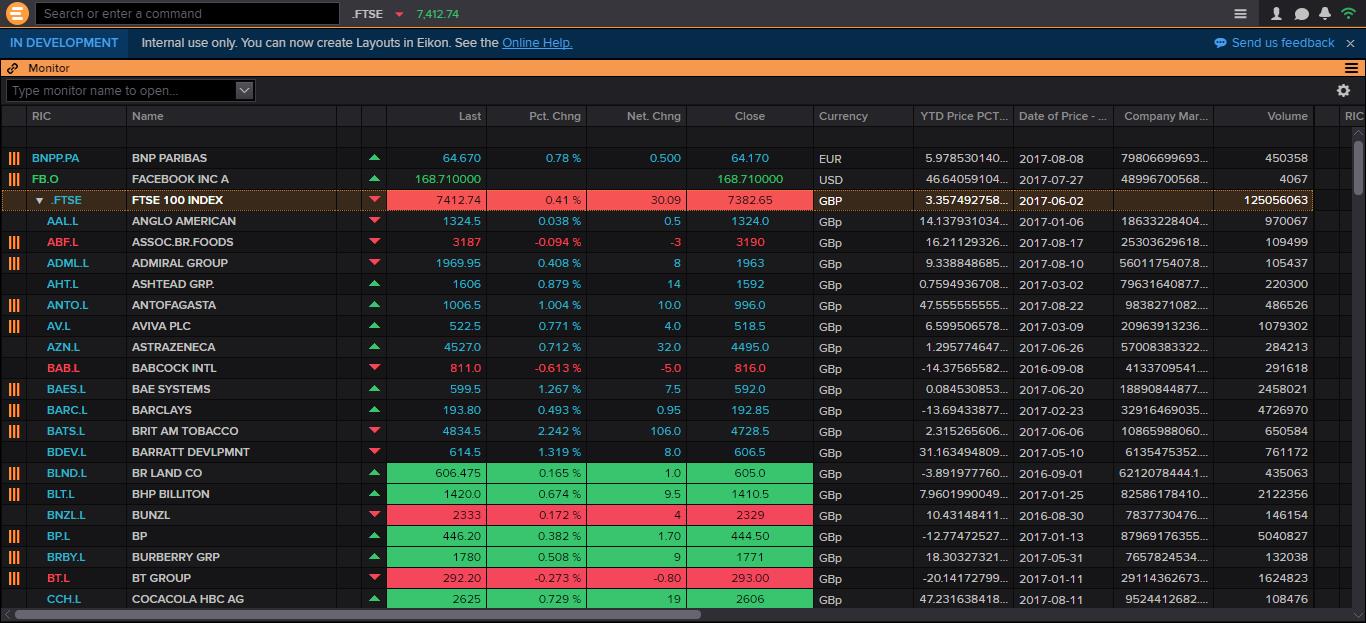 Search or enter a command .FTSE 7,412.74
IN DEVELOPMENT Internal use only. You can now create Layouts in Eikon. See the Online Help. Send us feedback
Monitor
Type monitor name to open...
RIC Name Last Pct. Chng Net. Chng Close Currency YTD Price PCT... Date of Price - ... Company Mar... Volume RIC
BNPP.PA BNP PARIBAS 64.670 0.78 % 0.500 64.170 EUR 5.978530140... 2017-08-08 79806699693... 450358
FB.O FACEBOOK INC A 168.710000 168.710000 USD 46.64059104... 2017-07-27 48996700568... 4067
.FTSE FTSE 100 INDEX 7412.74 0.41 % 30.09 7382.65 GBP 3.357492758... 2017-06-02 125056063
AAL.L ANGLO AMERICAN 1324.5 0.038 % 0.5 1324.0 GBp 14.137931034... 2017-01-06 18633228404... 970067
ABF.L ASSOC.BR.FOODS 3187 -0.094 % -3 3190 GBp 16.21129326... 2017-08-17 25303629618... 109499
ADML.L ADMIRAL GROUP 1969.95 0.408 % 8 1963 GBp 9.338848685... 2017-08-10 5601175407.8... 105437
AHT.L ASHTEAD GRP. 1606 0.879 % 14 1592 GBp 0.7594936708... 2017-03-02 7963164087.7... 220300
ANTO.L ANTOFAGASTA 1006.5 1.004 % 10.0 996.0 GBp 47.555555555... 2017-08-22 9838271082.... 486526
AV.L AVIVA PLC 522.5 0.771 % 4.0 518.5 GBp 6.599506578... 2017-03-09 20963913236... 1079302
AZN.L ASTRAZENECA 4527.0 0.712 % 32.0 4495.0 GBp 1.295774647... 2017-06-26 57008383322... 284213
BAB.L BABCOCK INTL 811.0 -0.613 % -5.0 816.0 GBp -14.37565582... 2016-09-08 4133709541.... 291618
BAES.L BAE SYSTEMS 599.5 1.267 % 7.5 592.0 GBp 0.084530853... 2017-06-20 18890844877.... 2458021
BARC.L BARCLAYS 193.80 0.493 % 0.95 192.85 GBp -13.69433877... 2017-02-23 32916469035... 4726970
BATS.L BRIT AM TOBACCO 4834.5 2.242 % 106.0 4728.5 GBp 2.315265606... 2017-06-06 10865988060... 650584
BDEV.L BARRATT DEVLPMNT 614.5 1.319 % 8.0 606.5 GBp 31.163494809... 2017-05-10 6135475352.... 761172
BLND.L BR LAND CO 606.475 0.165 % 1.0 605.0 GBp -3.891977760... 2016-09-01 6212078444.1... 435063
BLT.L BHP BILLITON 1420.0 0.674 % 9.5 1410.5 GBp 7.9601990049... 2017-01-25 82586178410... 2122356
BNZL.L BUNZL 2333 0.172 % 4 2329 GBp 10.43148411... 2016-08-30 7837730476.... 146154
BP.L BP 446.20 0.382 % 1.70 444.50 GBp -12.77472527... 2017-01-13 87969176355... 5040827
BRBY.L BURBERRY GRP 1780 0.508 % 9 1771 GBp 18.30327321... 2017-05-31 7657824534.... 132038
BT.L BT GROUP 292.20 -0.273 % -0.80 293.00 GBp -20.14172799... 2017-01-11 29114362673... 1624823
CCH.L COCACOLA HBC AG 2625 0.729 % 19 2606 GBp 47.231638418... 2017-08-11 9524412682.... 108476